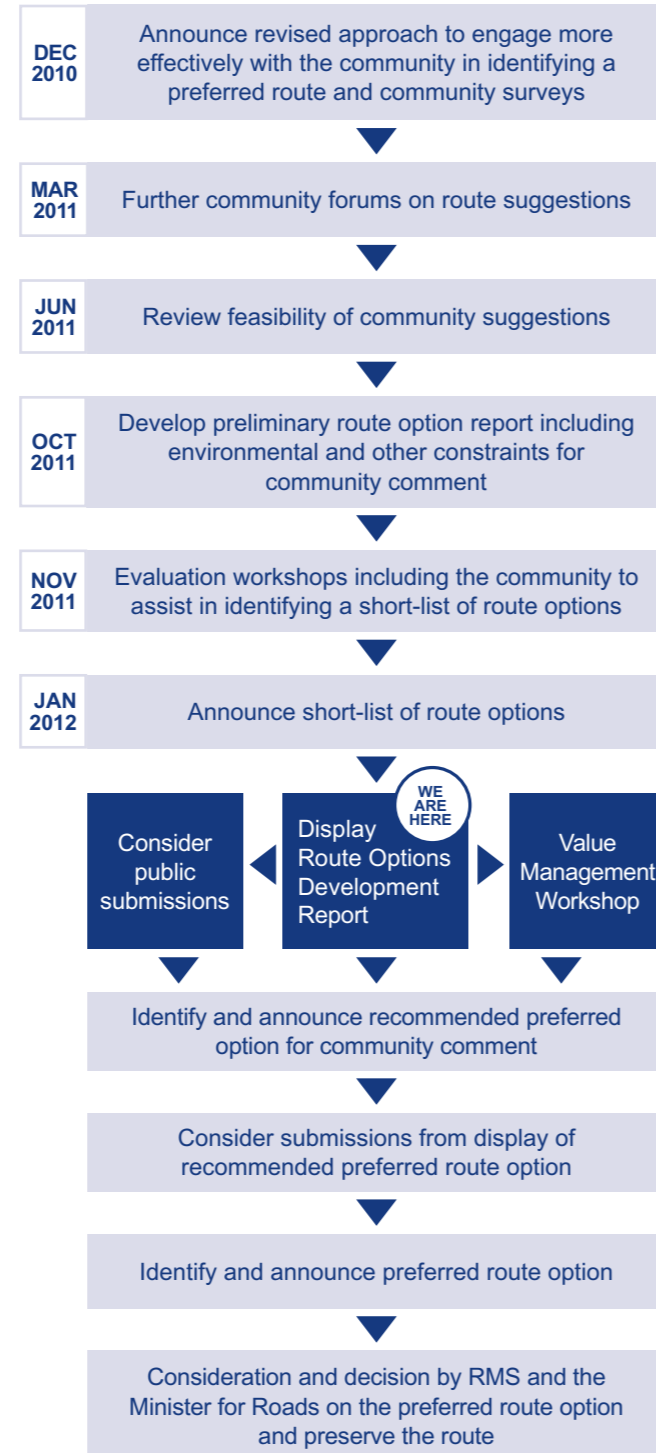 DEC
2010
Announce revised approach to engage more
effectively with the community in identifying a
preferred route and community surveys
MAR
2011
Further community forums on route suggestions
JUN
2011
Review feasibility of community suggestions
OCT
2011
Develop preliminary route option report including
environmental and other constraints for
community comment
NOV
2011
Evaluation workshops including the community to
assist in identifying a short-list of route options
JAN
2012
Announce short-list of route options
Consider
public
submissions
WE
ARE
HERE
Display
Route Options
Development
Report
Value
Management
Workshop
Identify and announce recommended preferred
option for community comment
Consider submissions from display of
recommended preferred route option
Identify and announce preferred route option
Consideration and decision by RMS and the
Minister for Roads on the preferred route option
and preserve the route